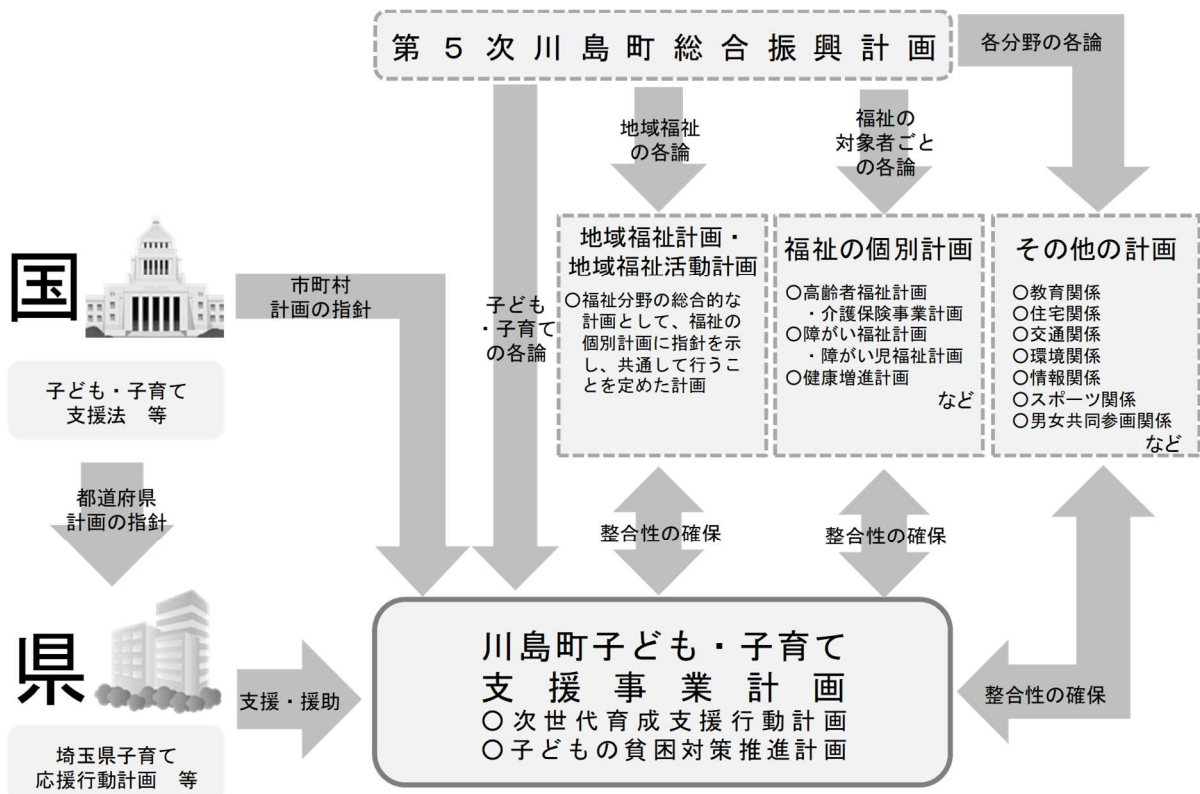 第５次川島町総合振興計画
各分野の各論
地域福祉
の各論
福祉の
対象者ごと
の各論
国
子ども・子育て
支援法　等
市町村
計画の指針
子ども
・子育て
の各論
地域福祉計画・
地域福祉活動計画
○福祉分野の総合的な
計画として、福祉の
個別計画に指針を示
し、共通して行うこ
とを定めた計画
福祉の個別計画
○高齢者福祉計画
・介護保険事業計画
○障がい福祉計画
・障がい児福祉計画
○健康増進計画
など
その他の計画
○教育関係
○住宅関係
○交通関係
○環境関係
○情報関係
○スポーツ関係
○男女共同参画関係
など
都道府県
計画の指針
整合性の確保
整合性の確保
県
埼玉県子育て
応援行動計画　等
支援・援助
川島町子ども・子育て
支援事業計画
○次世代育成支援行動計画
○子どもの貧困対策推進計画
整合性の確保